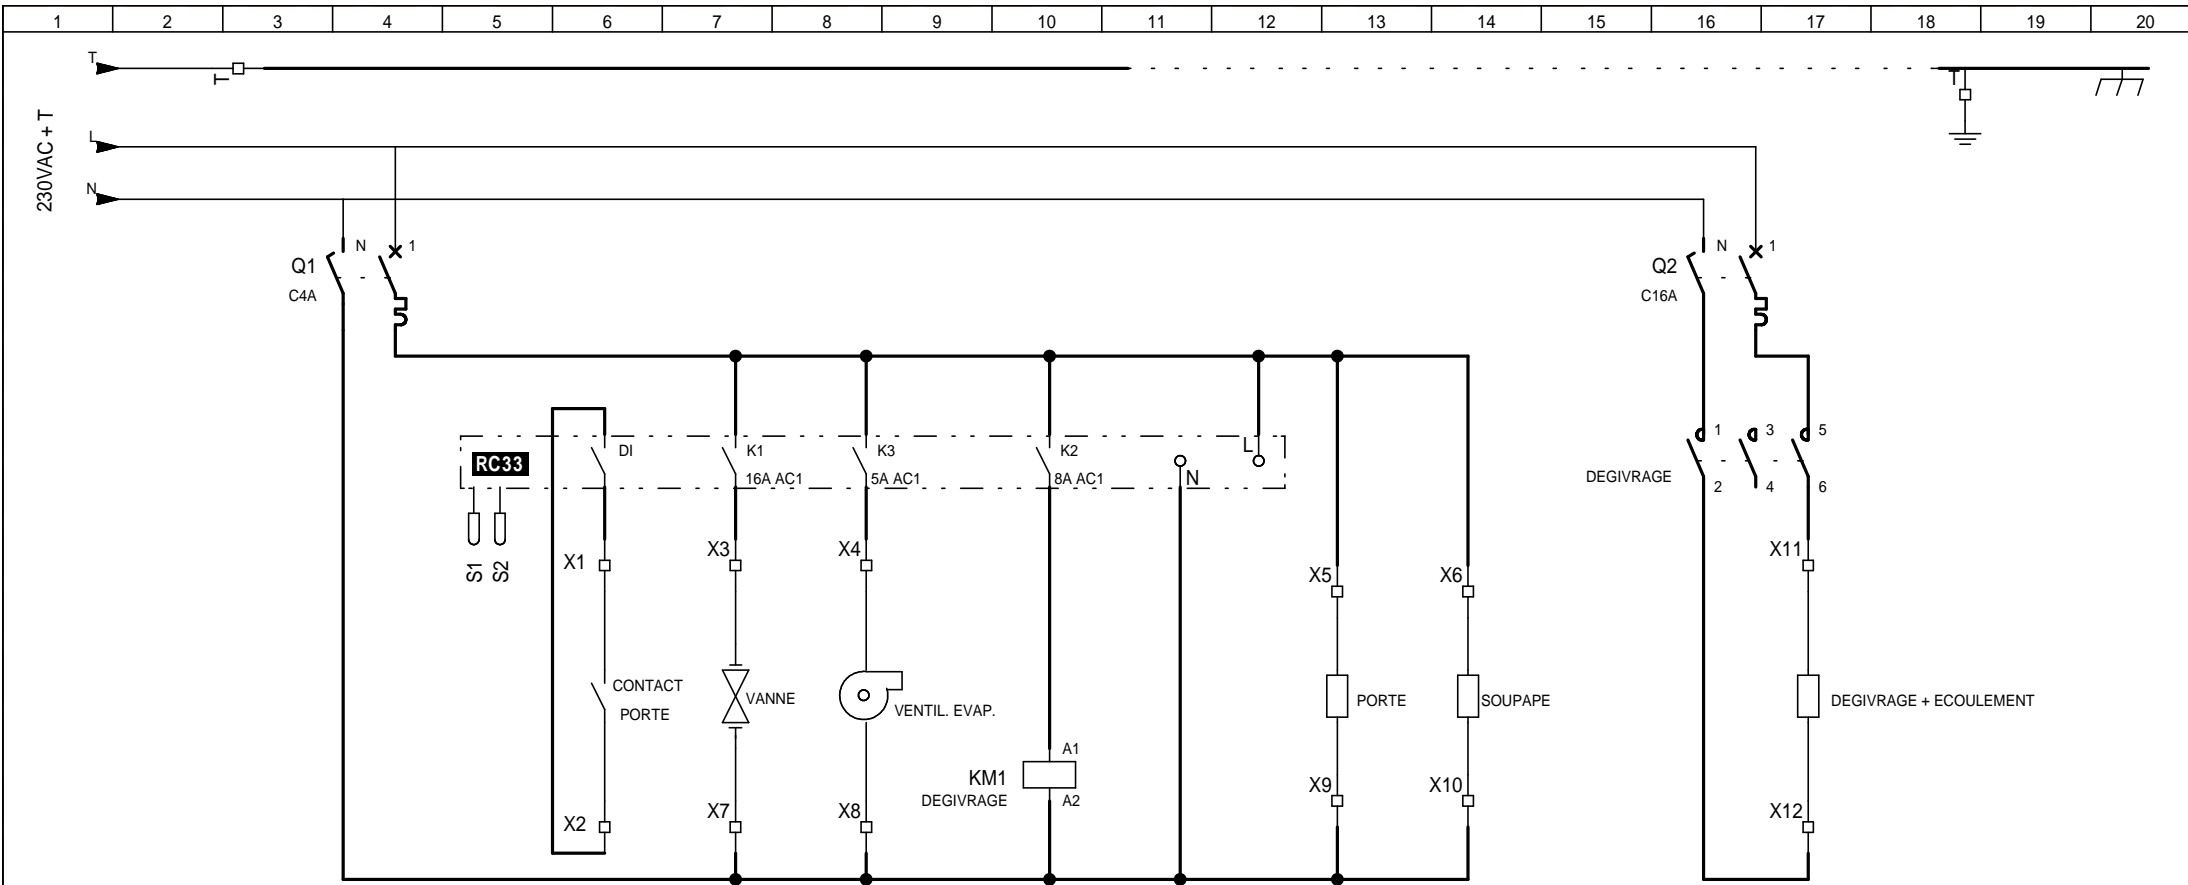 1 2 3 4 5 6 7 8 9 10 11 12 13 14 15 16 17 18 19 20
T
T
T
230VAC + T
L
N
Q1
C4A
N
1
Q2
C16A
N
1
RC33
DI
K1
16A AC1
K3
5A AC1
K2
8A AC1
N
L
DEGIVRAGE
1
3
5
2
4
6
S1
S2
X1
X3
X4
X5
X6
X11
CONTACT
PORTE
VANNE
VENTIL. EVAP.
PORTE
SOUPAPE
DEGIVRAGE + ECOULEMENT
KM1
DEGIVRAGE
A1
A2
X2
X7
X8
X9
X10
X12